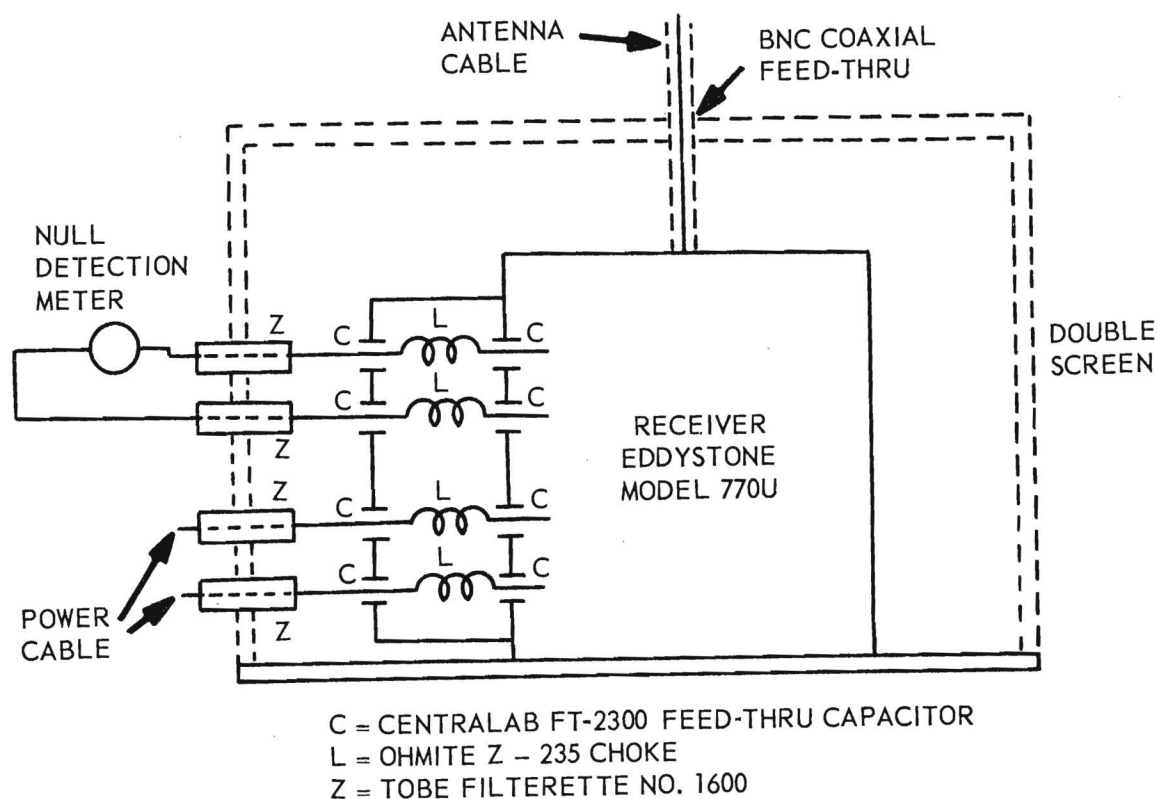 ANTENNA
CABLE
BNC COAXIAL
FEED-THRU
NULL
DETECTION
METER
Z
C
L
C
DOUBLE
SCREEN
C
L
C
Z
RECEIVER
EDDYSTONE
MODEL 770U
Z
C
L
C
C
L
C
POWER
CABLE
Z
C = CENTRALAB FT-2300 FEED-THRU CAPACITOR
L = OHMITE Z – 235 CHOKE
Z = TOBE FILTERETTE NO. 1600